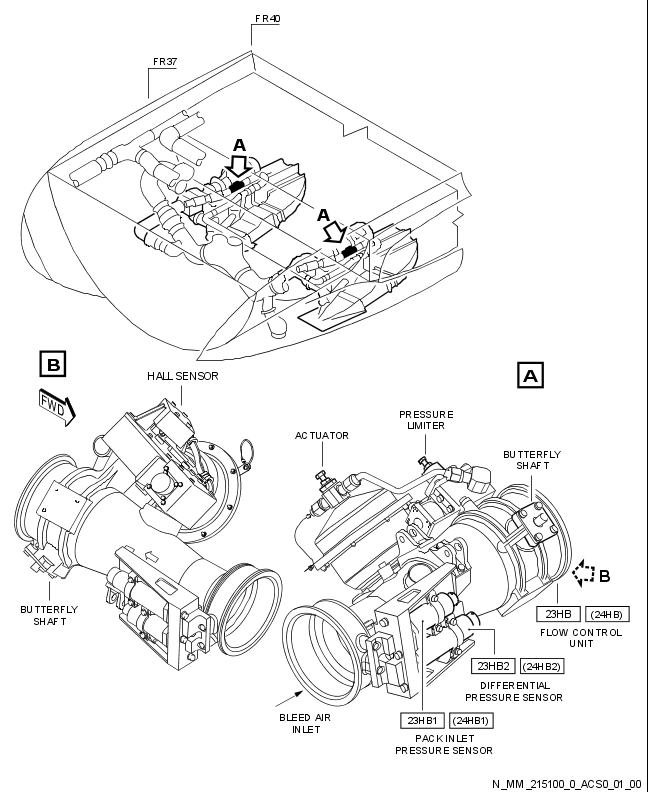 FR40
FR37
A
A
B
HALL SENSOR
A
FWD
PRESSURE
LIMITER
ACTUATOR
BUTTERFLY
SHAFT
B
BUTTERFLY
SHAFT
23HB (24HB)
FLOW CONTROL
UNIT
23HB2 (24HB2)
DIFFERENTIAL
PRESSURE SENSOR
BLEED AIR
INLET
23HB1 (24HB1)
PACK INLET
PRESSURE SENSOR
N_MM_215100_0_ACS0_01_00